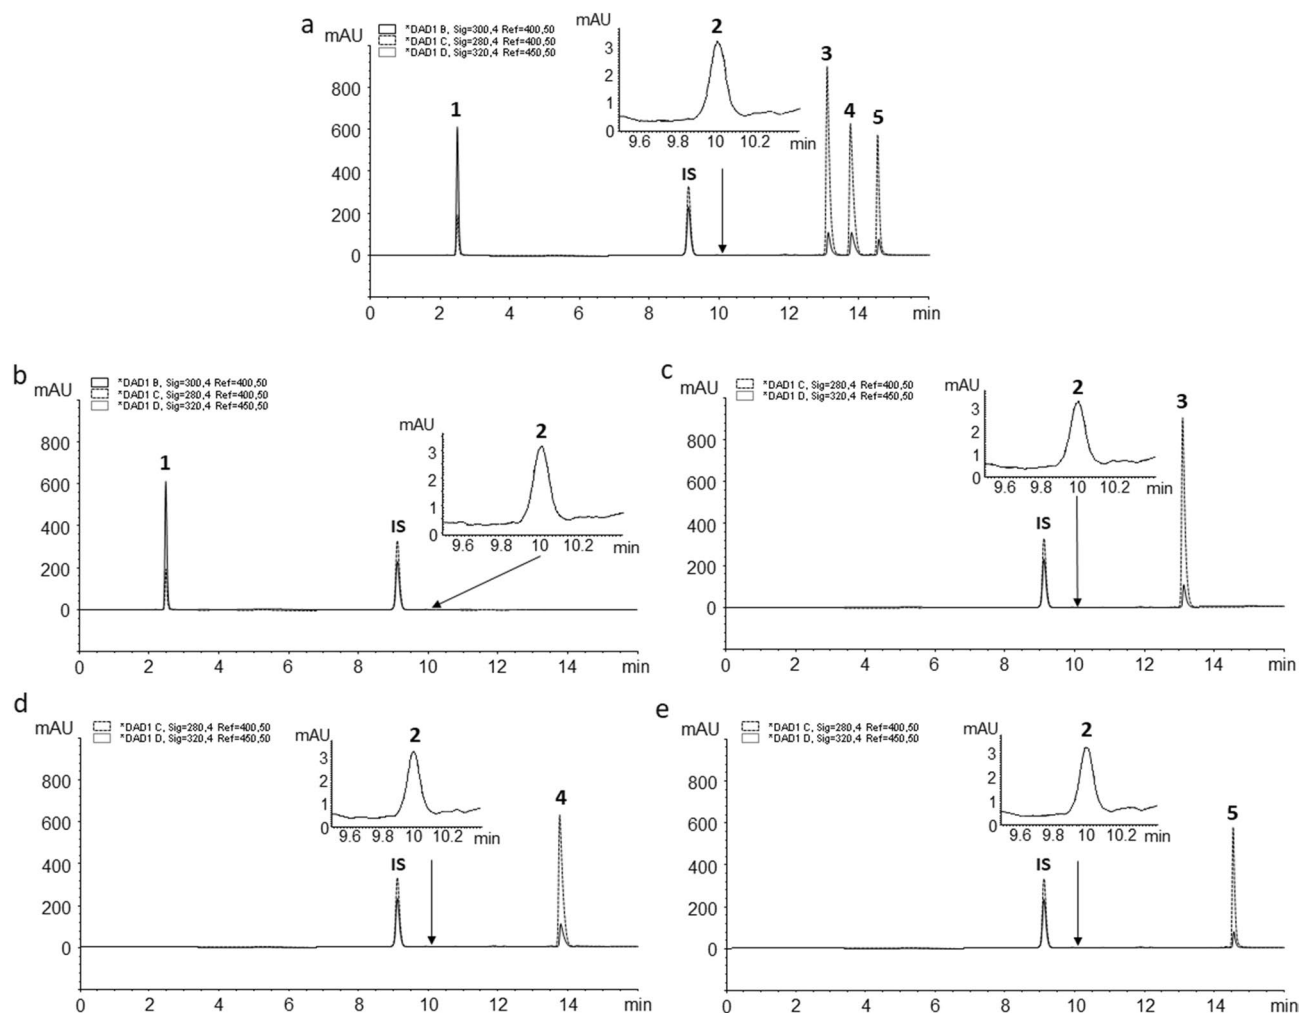 a
mAU
*DAD1 B, Sig=300,4 Ref=400,50
*DAD1 C, Sig=280,4 Ref=400,50
*DAD1 D, Sig=320,4 Ref=450,50
800
600
400
200
0
0 2 4 6 8 10 12 14 min
1
IS
3
4
5
mAU
2
3
2
1
0
9.6 9.8 10 10.2 min
b
mAU
*DAD1 B, Sig=300,4 Ref=400,50
*DAD1 C, Sig=280,4 Ref=400,50
*DAD1 D, Sig=320,4 Ref=450,50
800
600
400
200
0
0 2 4 6 8 10 12 14 min
1
IS
mAU
2
3
2
1
0
9.6 9.8 10 10.2 min
c
mAU
*DAD1 C, Sig=280,4 Ref=400,50
*DAD1 D, Sig=320,4 Ref=450,50
800
600
400
200
0
0 2 4 6 8 10 12 14 min
IS
3
mAU
2
3
2
1
0
9.6 9.8 10 10.2 min
d
mAU
*DAD1 C, Sig=280,4 Ref=400,50
*DAD1 D, Sig=320,4 Ref=450,50
800
600
400
200
0
0 2 4 6 8 10 12 14 min
IS
4
mAU
2
3
2
1
0
9.6 9.8 10 10.2 min
e
mAU
*DAD1 C, Sig=280,4 Ref=400,50
*DAD1 D, Sig=320,4 Ref=450,50
800
600
400
200
0
0 2 4 6 8 10 12 14 min
IS
5
mAU
2
3
2
1
0
9.6 9.8 10 10.2 min